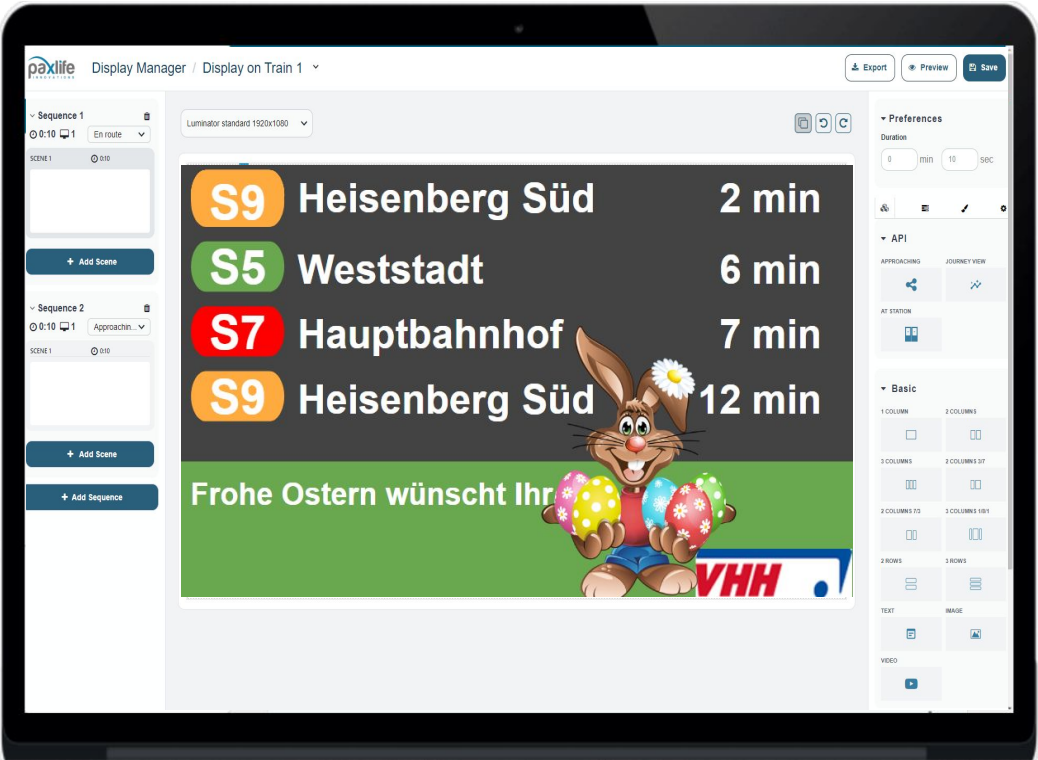 paxlife
INNOVATIONS
Display Manager / Display on Train 1
Export
Preview
Save
Sequence 1
0:10 1 En route
SCENE 1 0:10
+ Add Scene
Sequence 2
0:10 1 Approachin...
SCENE 1 0:10
+ Add Scene
+ Add Sequence
Luminator standard 1920x1080
S9 Heisenberg Süd 2 min
S5 Weststadt 6 min
S7 Hauptbahnhof 7 min
S9 Heisenberg Süd 12 min
Frohe Ostern wünscht Ihr
VHH
Preferences
Duration
0 min 10 sec
API
APPROACHING JOURNEY VIEW
AT STATION
Basic
1 COLUMN 2 COLUMNS
3 COLUMNS 2 COLUMNS 3/7
2 COLUMNS 7/3 3 COLUMNS 1/8/1
2 ROWS 3 ROWS
TEXT IMAGE
VIDEO